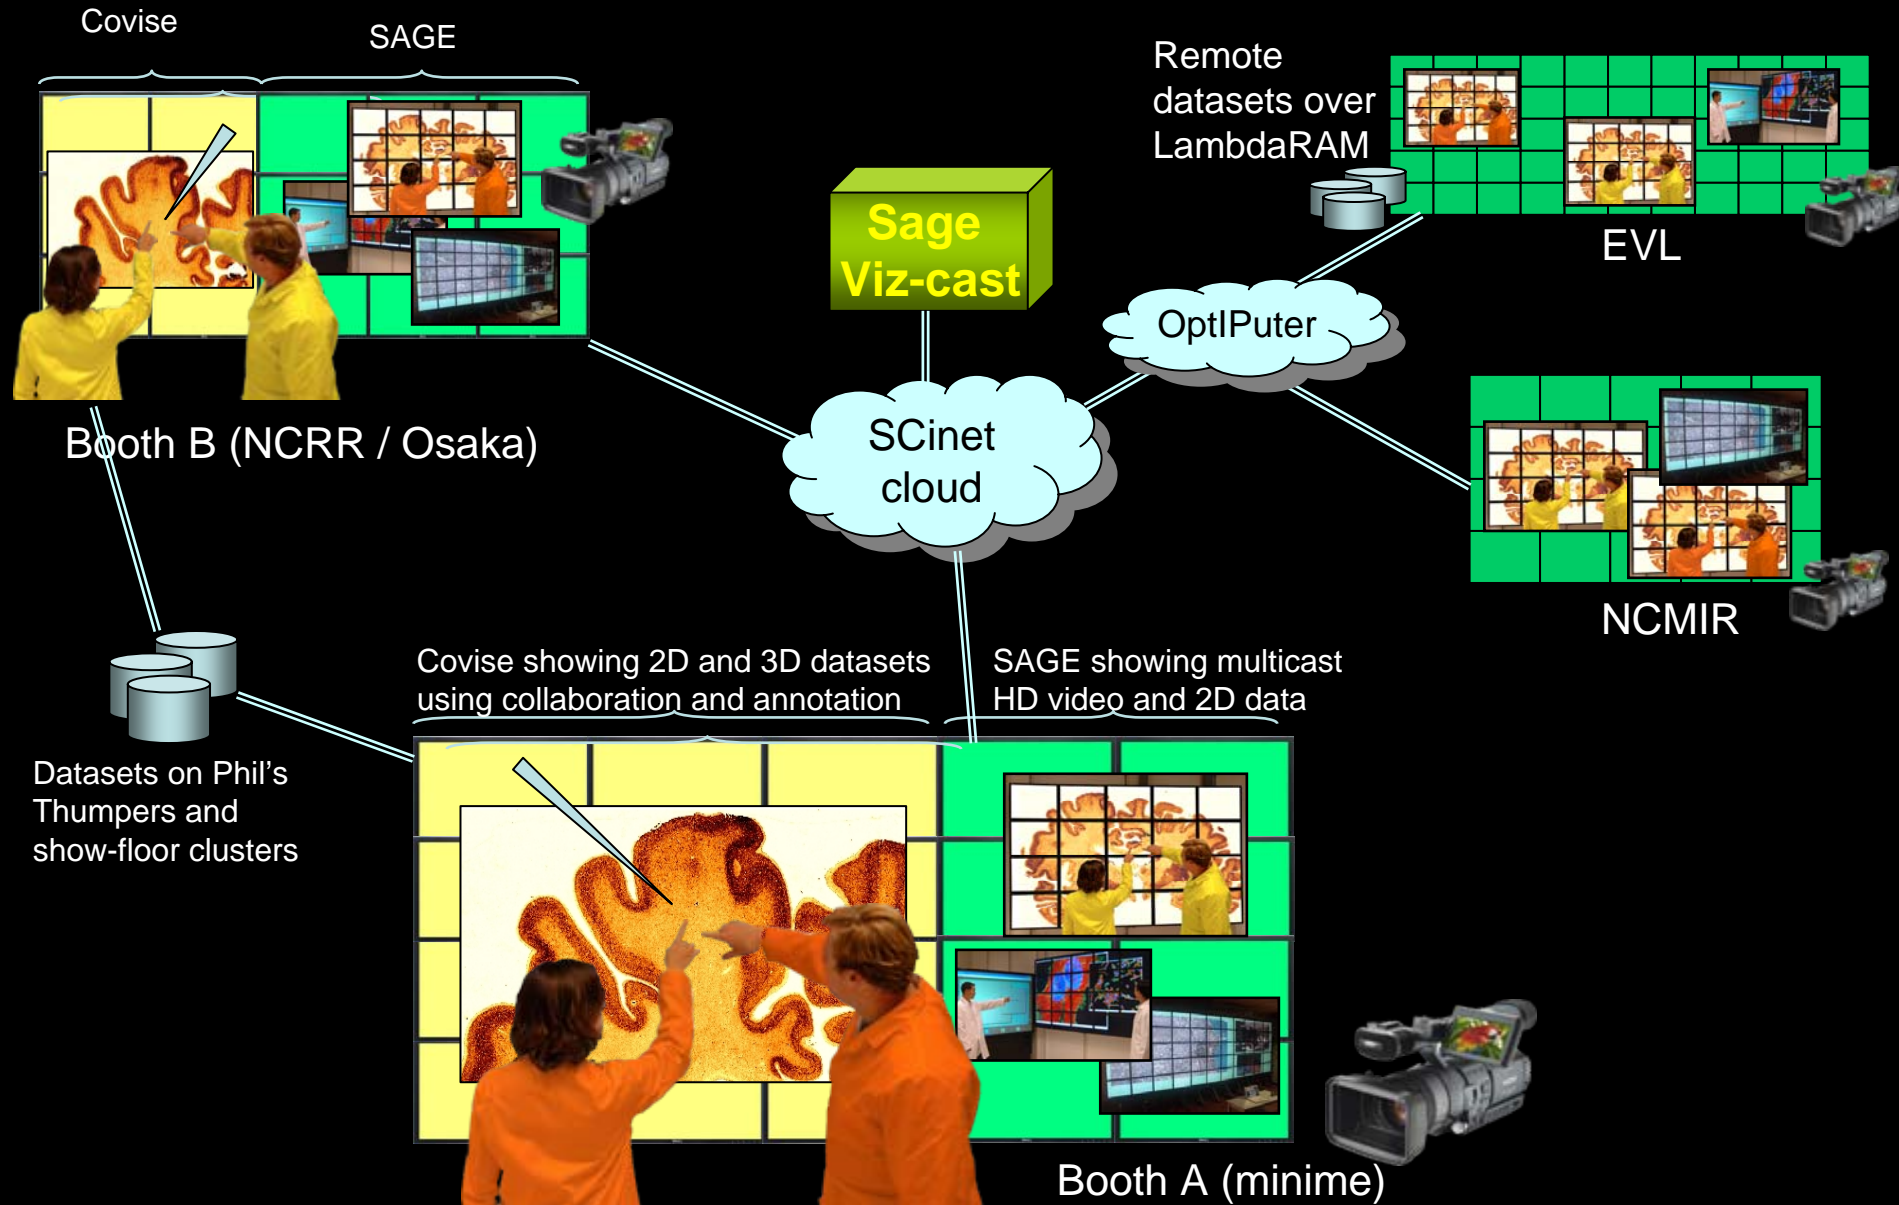 Covise
SAGE
Remote
datasets over
LambdaRAM
Sage
Viz-cast
EVL
OptIPuter
SCinet
cloud
Booth B (NCRR / Osaka)
NCMIR
Covise showing 2D and 3D datasets
using collaboration and annotation
SAGE showing multicast
HD video and 2D data
Datasets on Phil’s
Thumpers and
show-floor clusters
Booth A (minime)